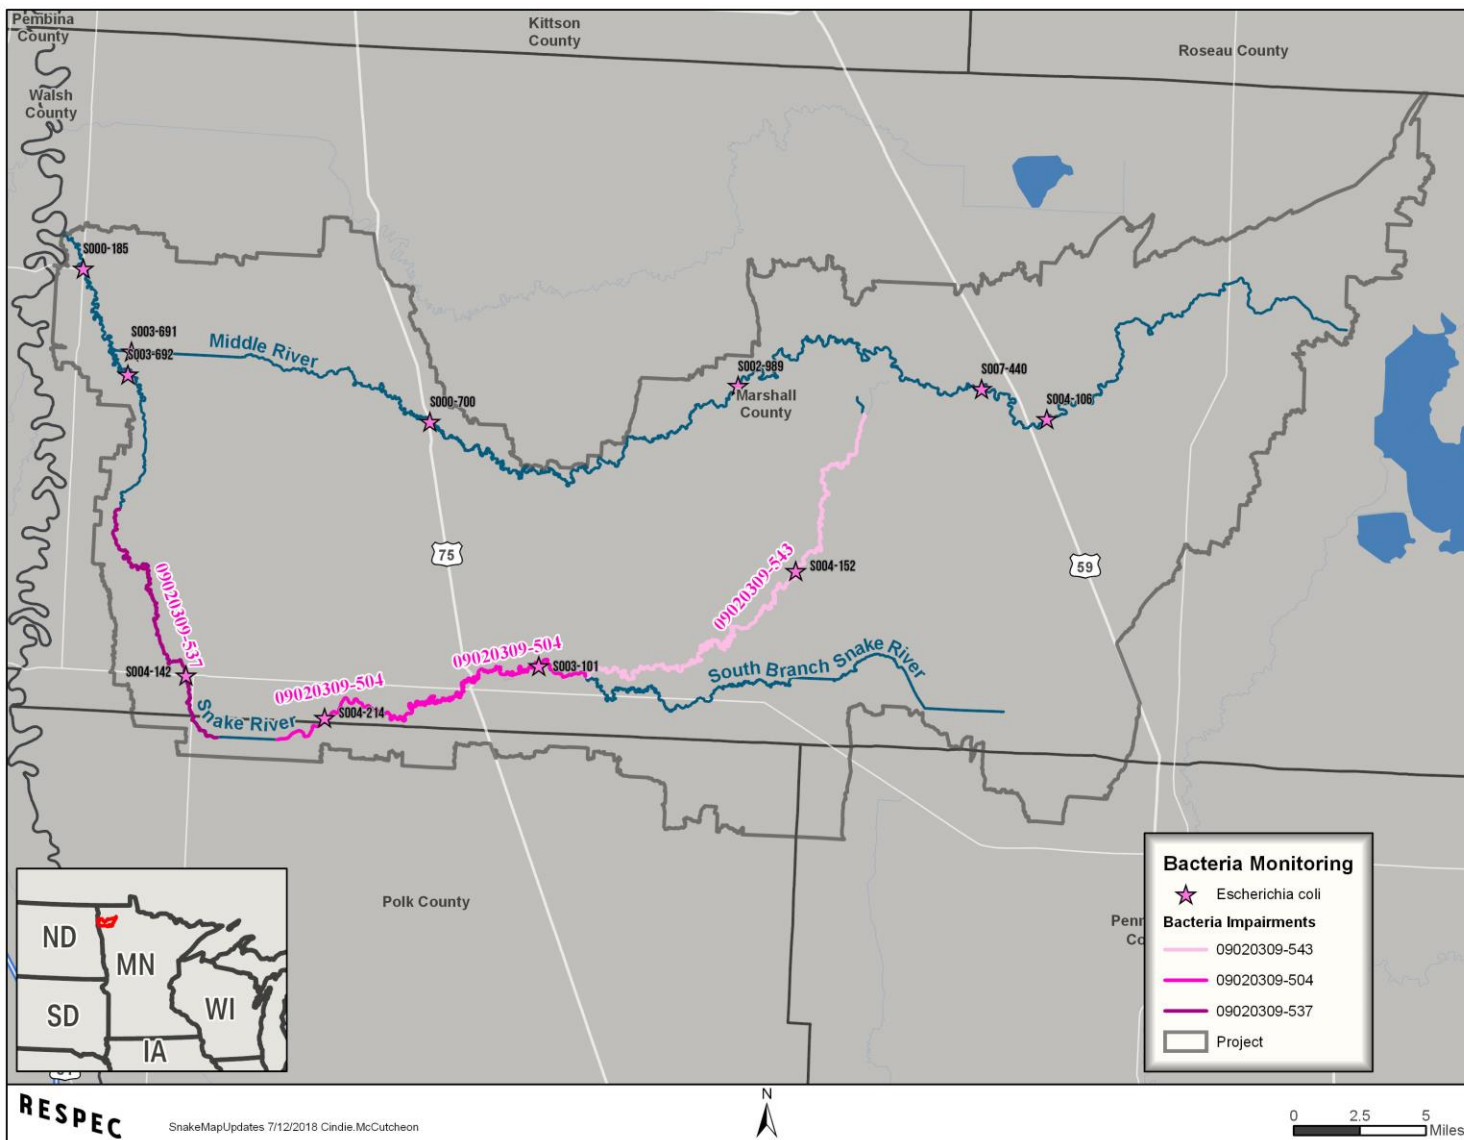 Pembina
County
Kittson
County
Roseau County
Walsh
County
S000-185
S003-691
S003-692
Middle River
S000-700
S002-989
Marshall
County
S007-440
S004-106
75
59
09020309-543
S004-152
09020309-537
S004-142
09020309-504
S003-101
09020309-504
S004-214
Snake River
South Branch Snake River
Polk County
Penn
Co
Bacteria Monitoring
Escherichia coli
Bacteria Impairments
09020309-543
09020309-504
09020309-537
Project
ND
MN
SD
WI
IA
RESPEC
SnakeMapUpdates 7/12/2018 Cindie.McCutcheon
N
0 2.5 5
Miles